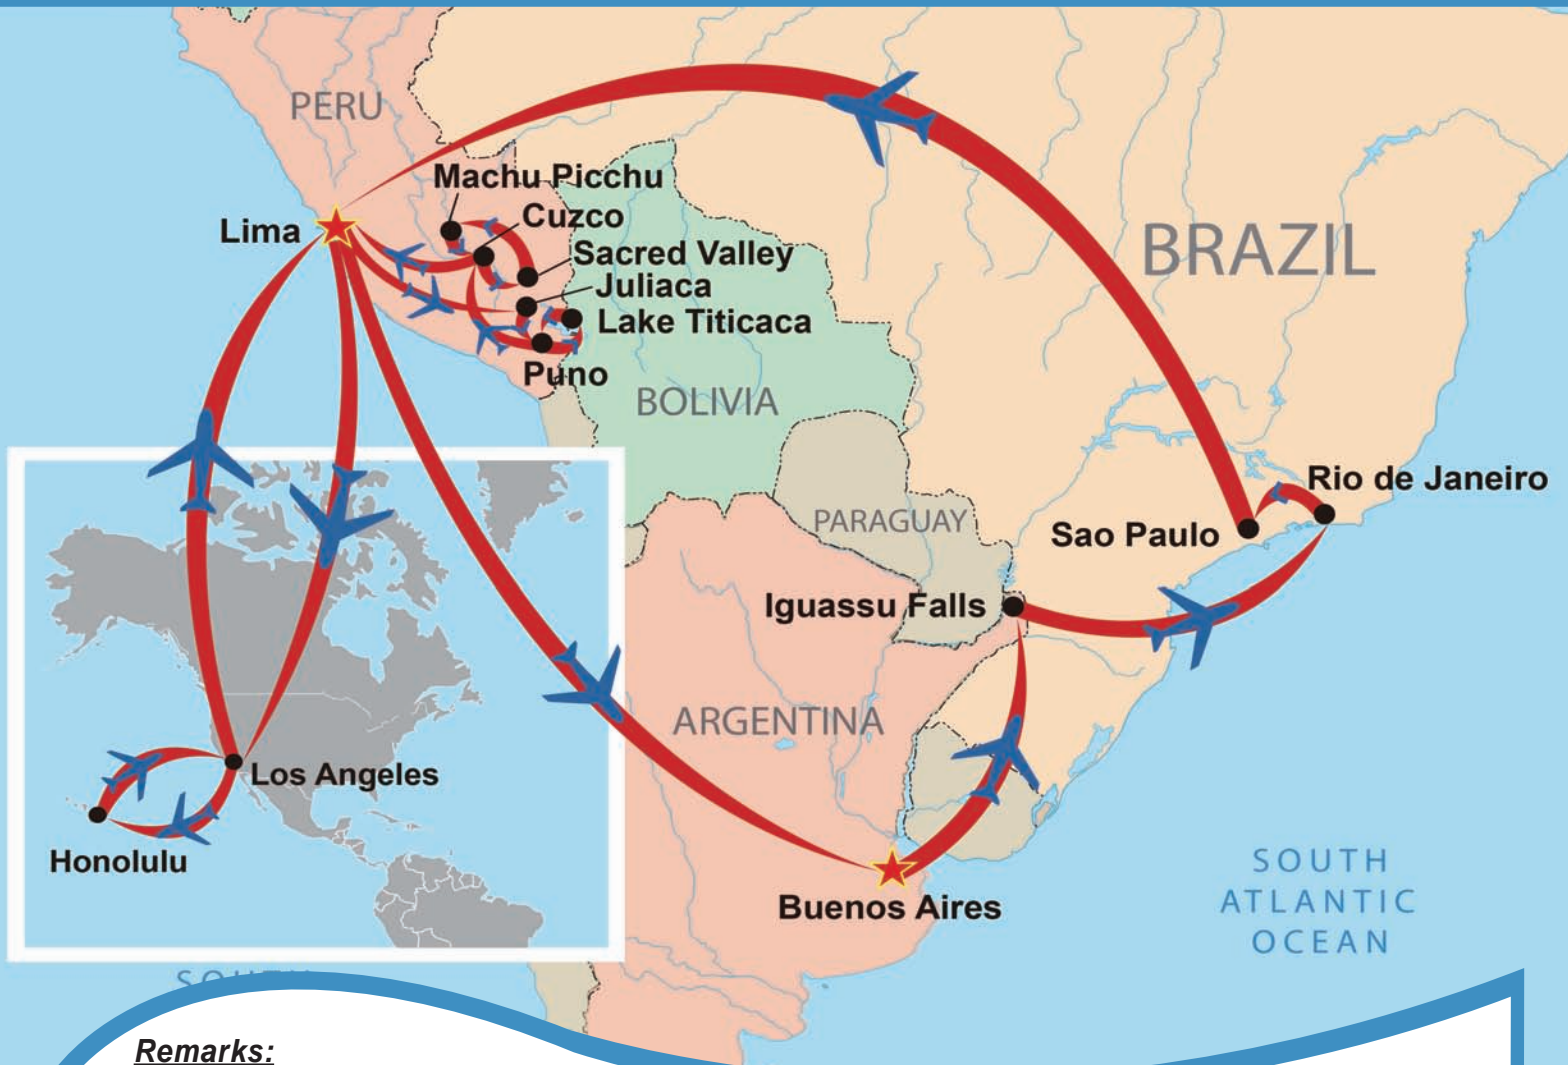 PERU
Machu Picchu
Cuzco
Lima
Sacred Valley
Juliaca
Lake Titicaca
Puno
BRAZIL
BOLIVIA
Rio de Janeiro
Sao Paulo
PARAGUAY
Iguassu Falls
ARGENTINA
Los Angeles
Honolulu
Buenos Aires
SOUTH
ATLANTIC
OCEAN
SOUTH
Remarks: